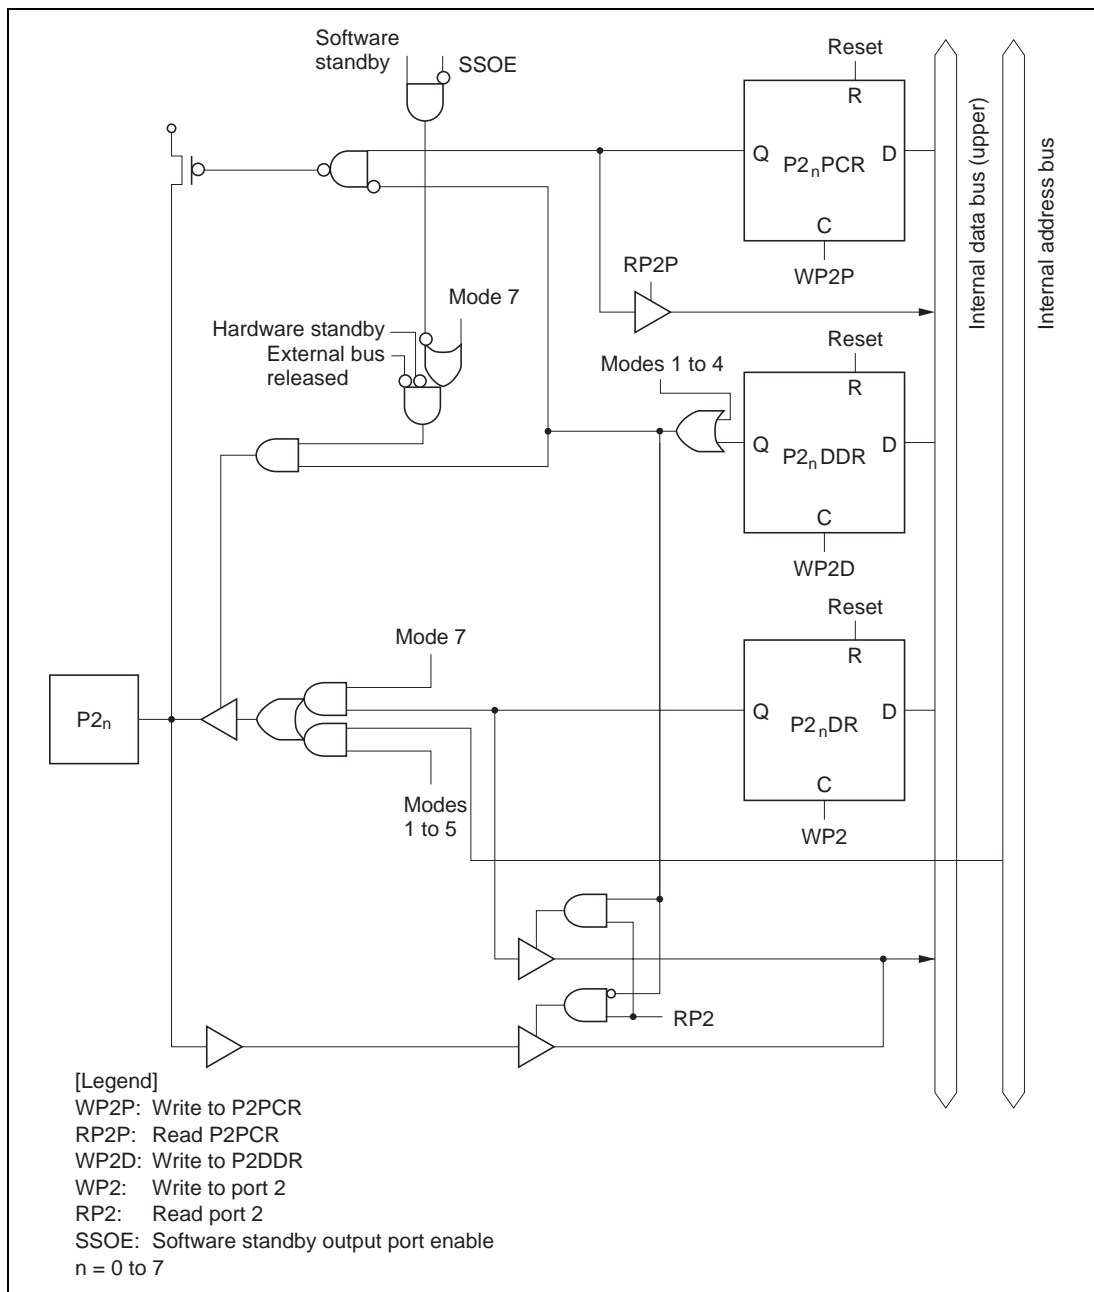 Software
standby
SSOE
Reset
R
Q
P2nPCR
D
C
WP2P
Internal data bus (upper)
Internal address bus
RP2P
Mode 7
Hardware standby
External bus
released
Modes 1 to 4
Reset
R
Q
P2nDDR
D
C
WP2D
Reset
Mode 7
R
P2n
Q
P2nDR
D
C
Modes
1 to 5
WP2
RP2
[Legend]
WP2P: Write to P2PCR
RP2P: Read P2PCR
WP2D: Write to P2DDR
WP2: Write to port 2
RP2: Read port 2
SSOE: Software standby output port enable
n = 0 to 7